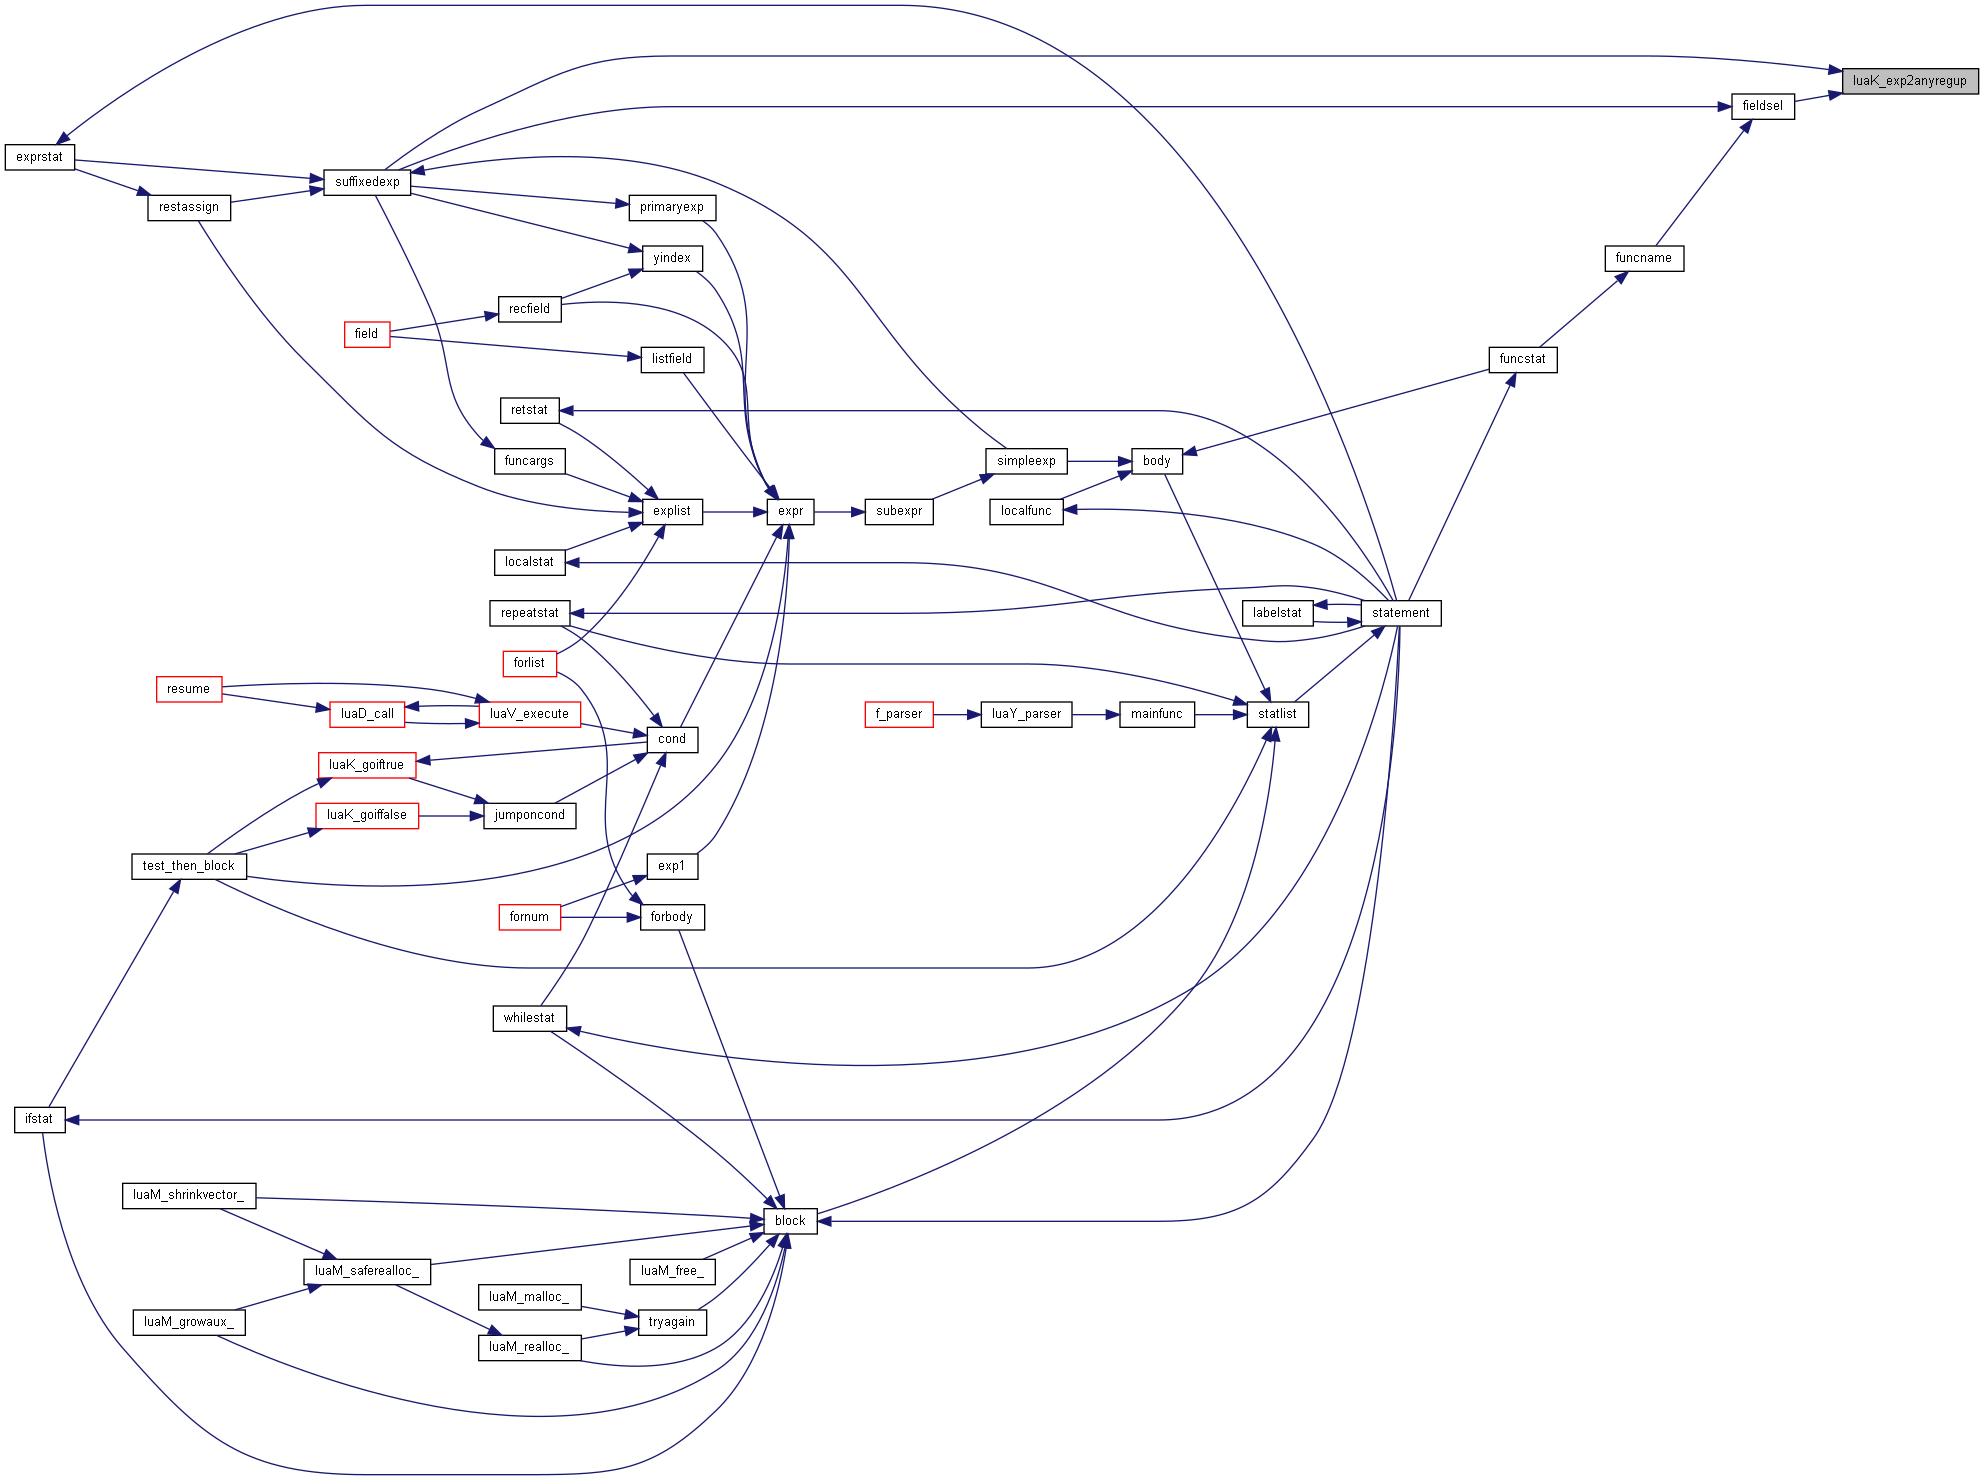 luaK_exp2anyregup
fieldsel
exprstat
suffixedexp
restassign
primaryexp
yindex
funcname
recfield
field
listfield
funcstat
retstat
funcargs
simpleexp
body
explist
expr
subexpr
localfunc
localstat
repeatstat
labelstat
statement
forlist
resume
luaD_call
luaV_execute
f_parser
luaY_parser
mainfunc
statlist
cond
luaK_goiftrue
luaK_goiffalse
jumponcond
test_then_block
exp1
fornum
forbody
whilestat
ifstat
luaM_shrinkvector_
block
luaM_saferealloc_
luaM_free_
luaM_malloc_
luaM_growaux_
tryagain
luaM_realloc_